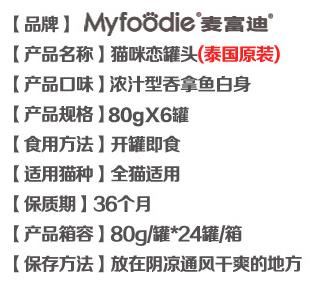 【品牌】Myfoodie®麦富迪®
【产品名称】猫咪恋罐头(泰国原装)
【产品口味】浓汁型吞拿鱼白身
【产品规格】80gX6罐
【食用方法】开罐即食
【适用猫种】全猫适用
【保质期】36个月
【产品箱容】80g/罐*24罐/箱
【保存方法】放在阴凉通风干爽的地方